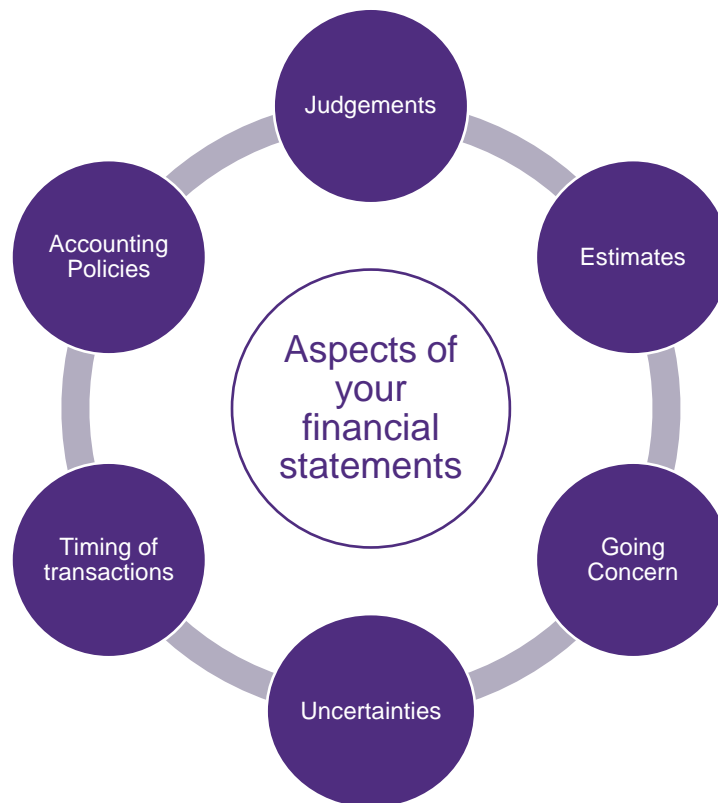 Judgements
Accounting
Policies
Estimates
Aspects of
your
financial
statements
Timing of
transactions
Going
Concern
Uncertainties